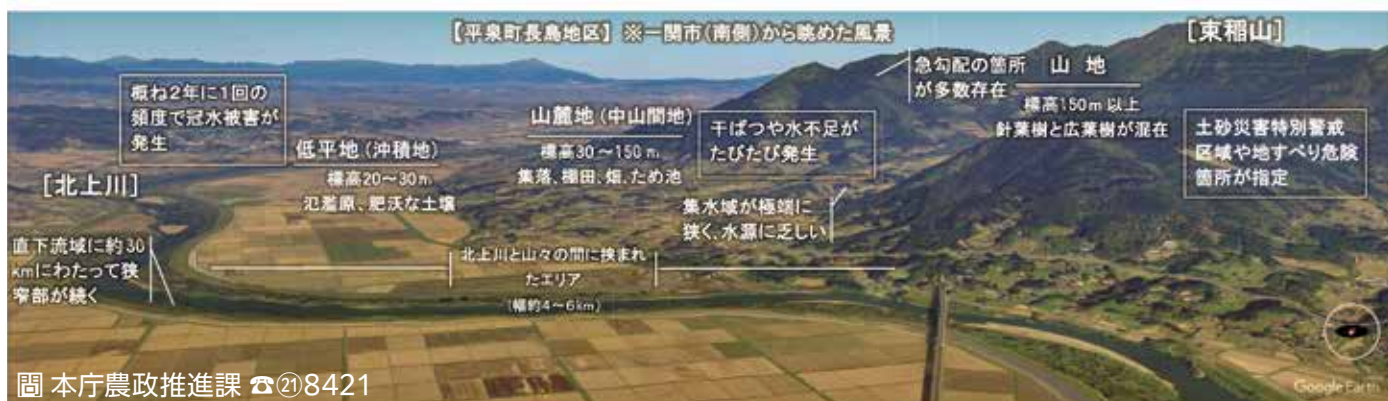 【平泉町長島地区】 ※一関市(南側)から眺めた風景
[束稲山]
急勾配の箇所
が多数存在
山 地
標高150m以上
針葉樹と広葉樹が混在
概ね2年に1回の
頻度で冠水被害が
発生
山麓地(中山間地)
標高30～150m
集落、棚田、畑、ため池
干ばつや水不足が
たびたび発生
土砂災害特別警戒
区域や地すべり危険
箇所が指定
低平地(沖積地)
標高20～30m
氾濫原、肥沃な土壌
[北上川]
集水域が極端に
狭く、水源に乏しい
直下流域に約30
kmにわたって狭
窄部が続く
北上川と山々の間に挟まれ
たエリア
(幅約4～6km)
問 本庁農政推進課 ☎㉑8421
Google Earth